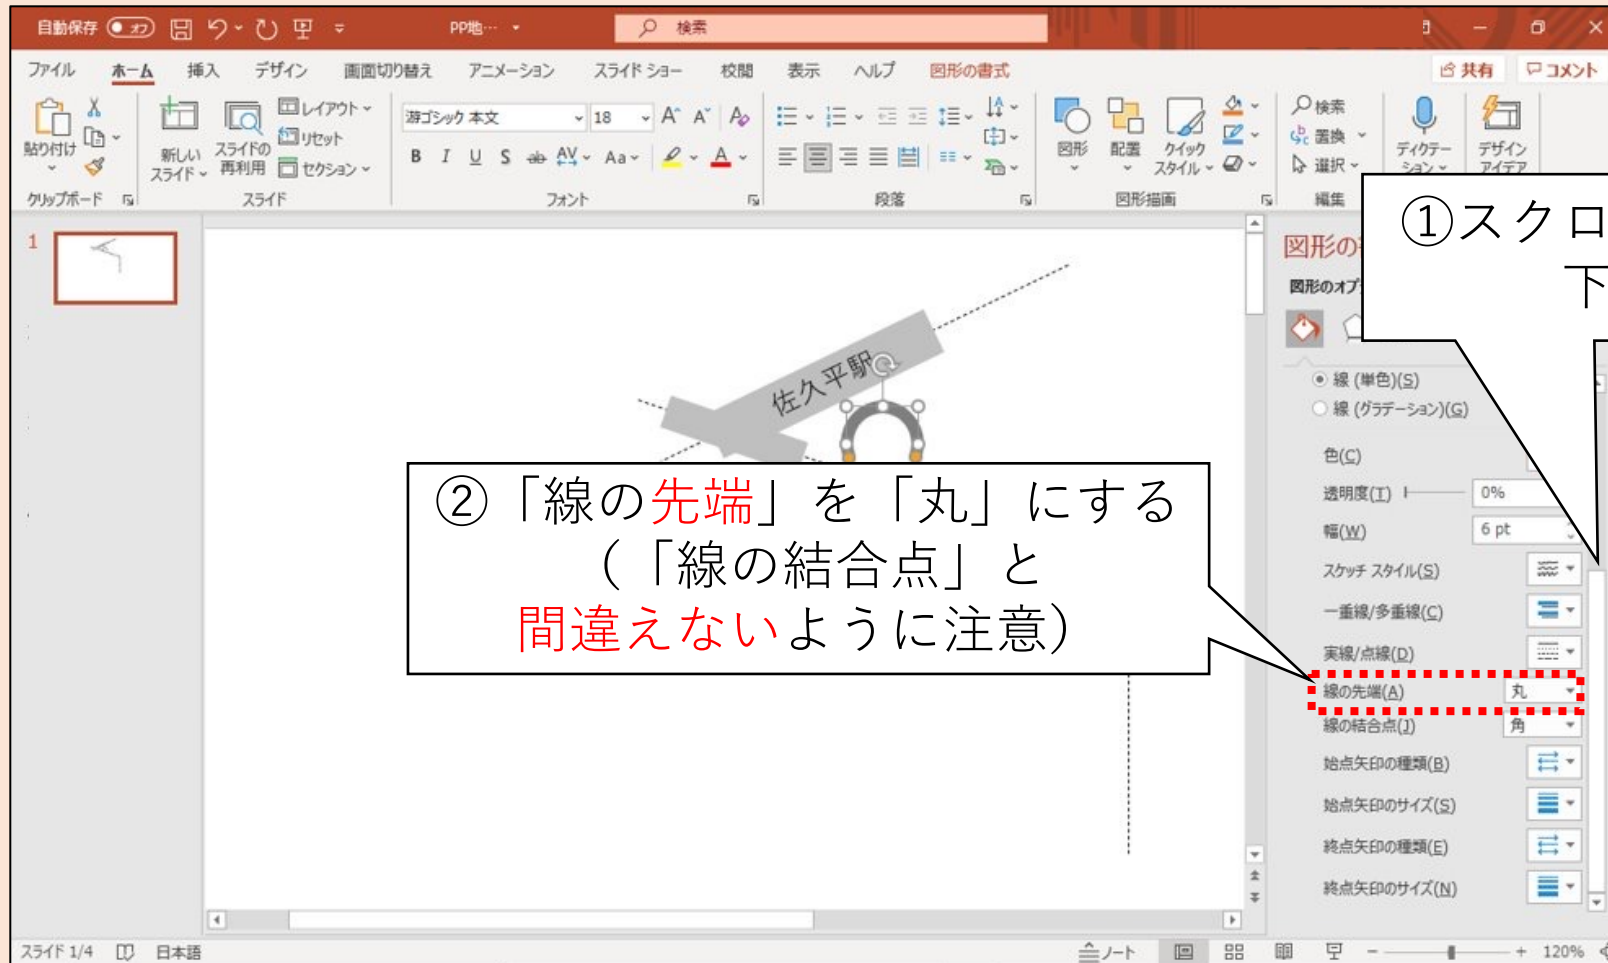 自動保存 オフ
PP地… 
検索
ファイル ホーム 挿入 デザイン 画面切り替え アニメーション スライド ショー 校閲 表示 ヘルプ 図形の書式
共有 コメント
貼り付け
新しい
スライド
スライドの
再利用
レイアウト
リセット
セクション
游ゴシック 本文 18
B I U S ab AV Aa A
図形
配置
クイック
スタイル
検索
置換
選択
ディクテー
ション
デザイン
アイデア
クリップボード スライド フォント 段落 図形描画 編集
1
佐久平駅
①スクロ
下
②「線の先端」を「丸」にする
(「線の結合点」と
間違えないように注意)
図形の
図形のオプ
線 (単色)(S)
線 (グラデーション)(G)
色(C)
透明度(T) 0%
幅(W) 6 pt
スケッチ スタイル(S)
一重線/多重線(C)
実線/点線(D)
線の先端(A) 丸
線の結合点(J) 角
始点矢印の種類(B)
始点矢印のサイズ(S)
終点矢印の種類(E)
終点矢印のサイズ(N)
スライド 1/4 日本語 ノート 120%